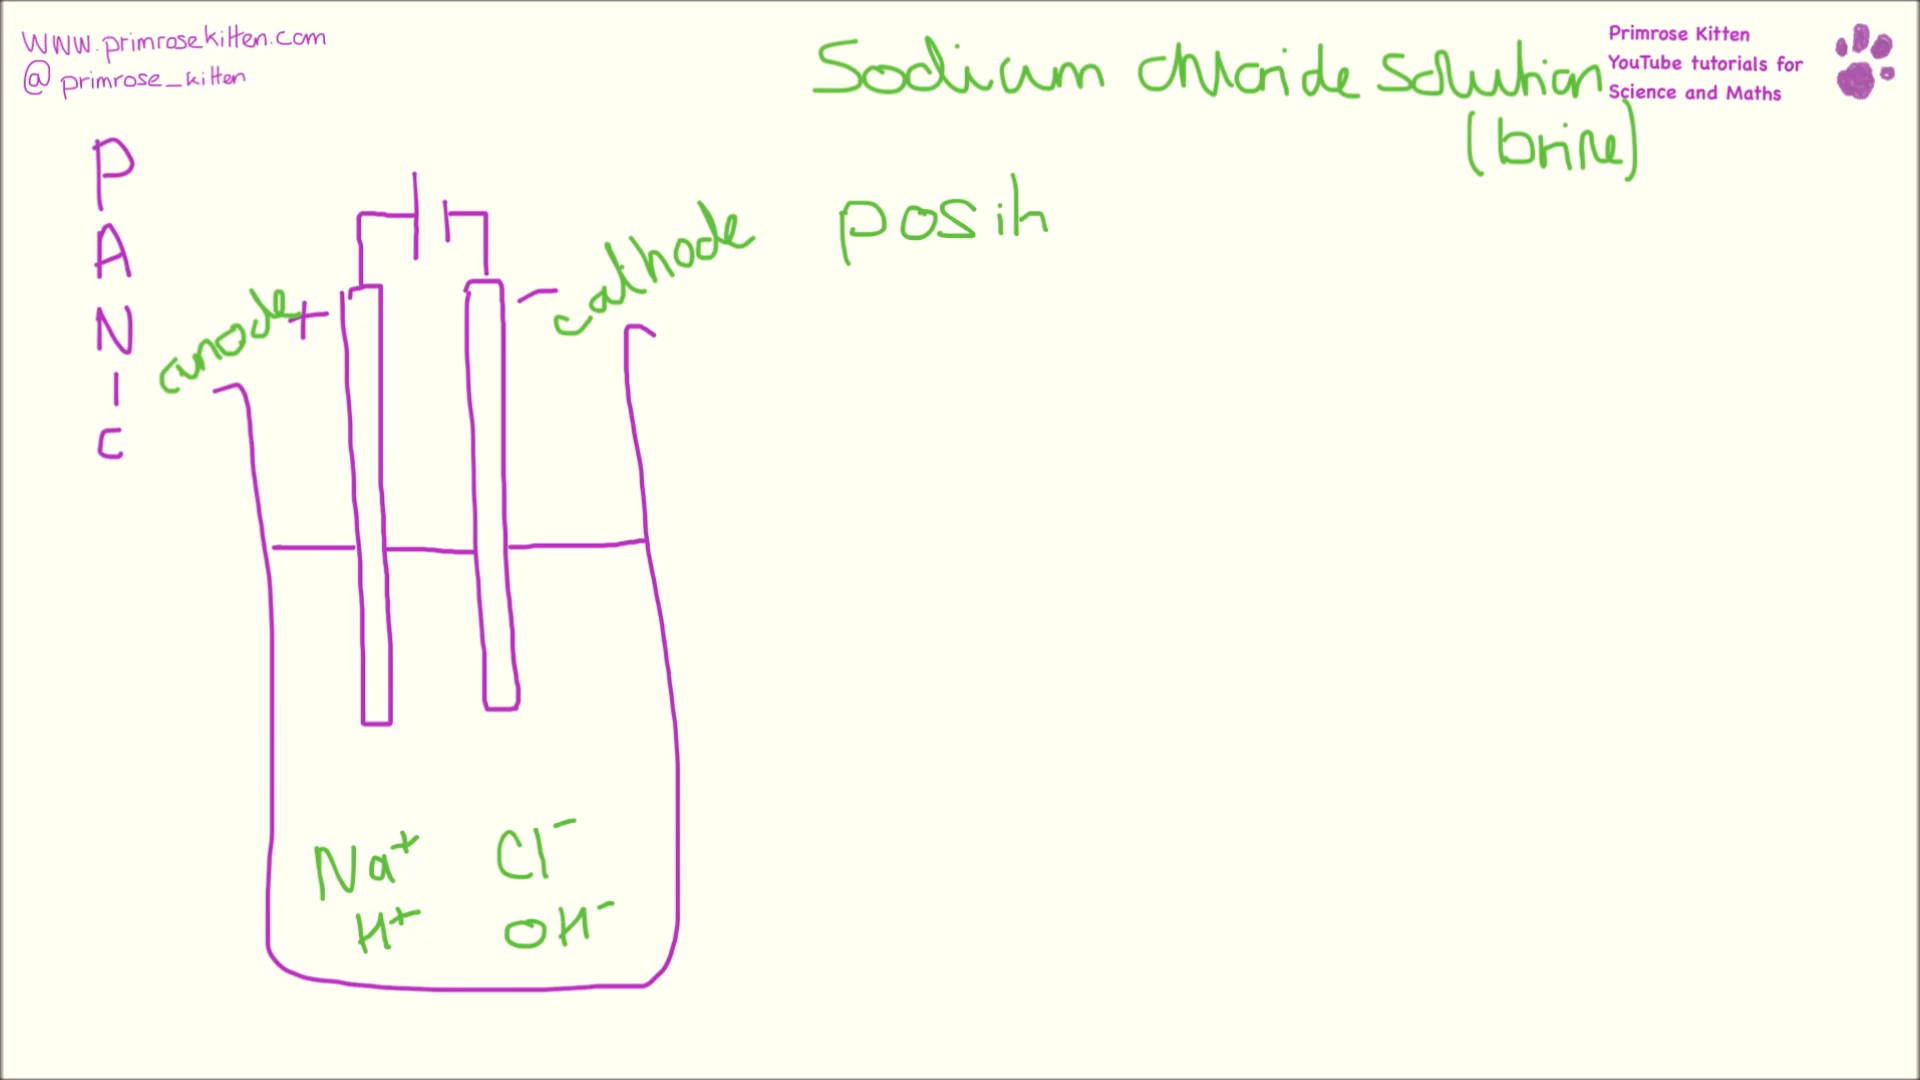 www.primrosekitten.com
@primrose_kitten
Primrose Kitten
YouTube tutorials for
Science and Maths
Sodium chloride solution
(brine)
P
A
N
I
C
anode +
- cathode
posit
Na+ Cl-
H+ OH-